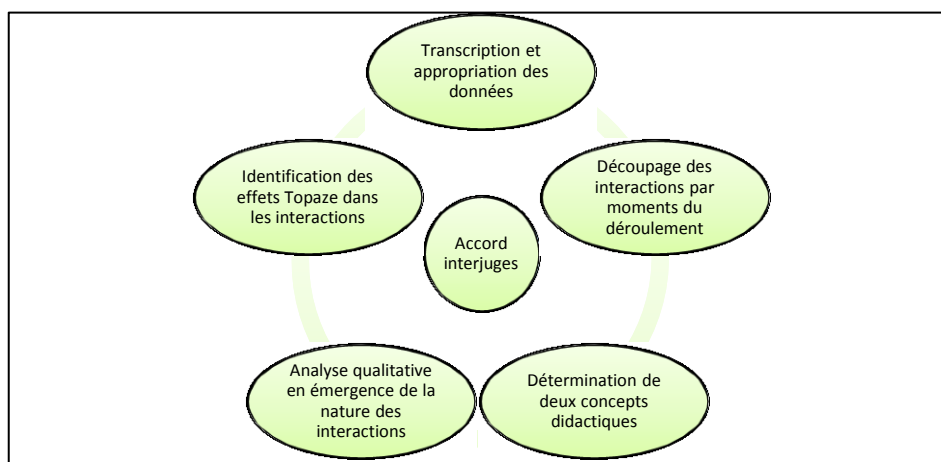 Transcription et
appropriation des
données
Découpage des
interactions par
moments du
déroulement
Identification des
effets Topaze dans
les interactions
Accord
interjuges
Analyse qualitative
en émergence de la
nature des
interactions
Détermination de
deux concepts
didactiques